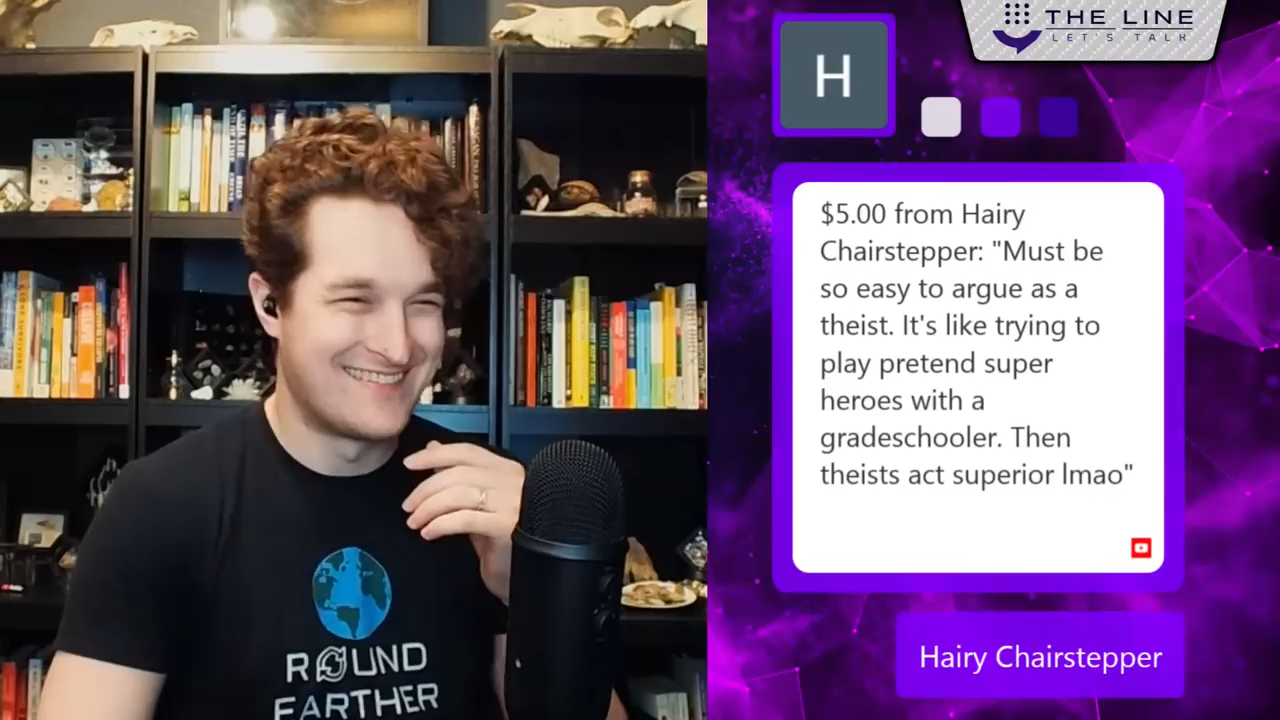 THE LINE
LET'S TALK
H
$5.00 from Hairy
Chairstepper: "Must be
so easy to argue as a
theist. It's like trying to
play pretend super
heroes with a
gradeschooler. Then
theists act superior lmao"
Hairy Chairstepper
ROUND
EARTHER